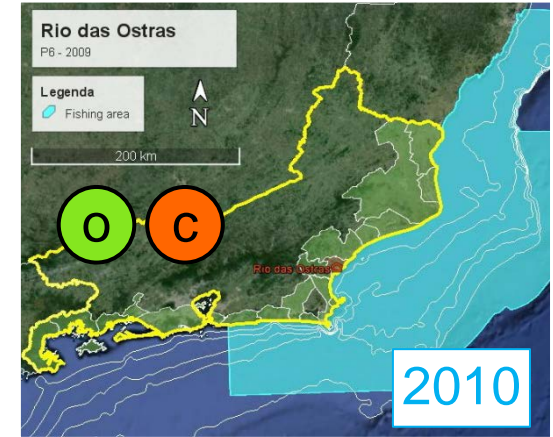 Rio das Ostras
P6 - 2009
Legenda
Fishing area
N
200 km
O
C
Rio das Ostras
2010